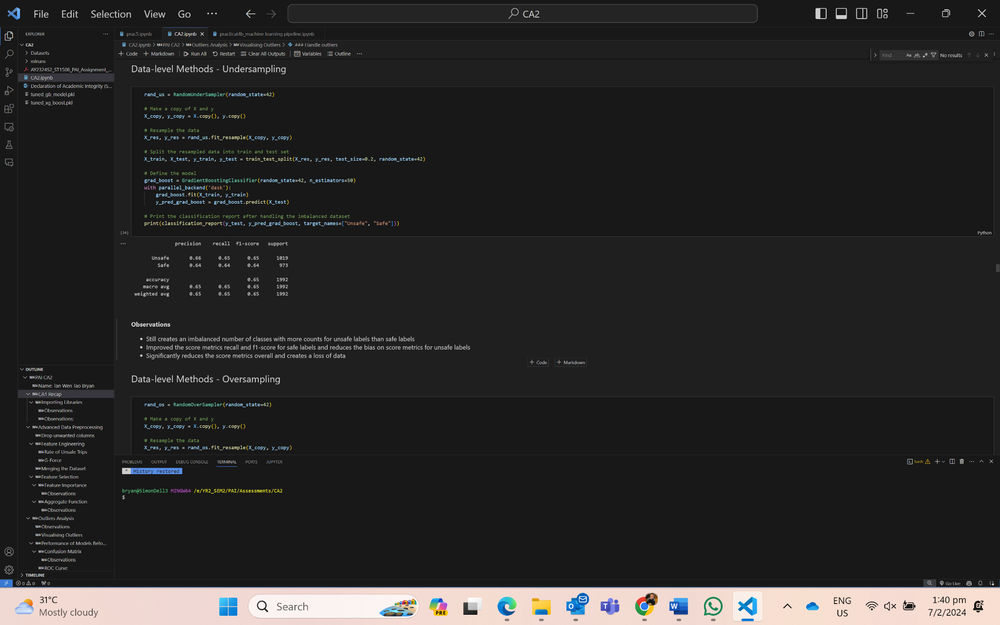 File Edit Selection View Go ··· CA2
EXPLORER ···
CA2
Datasets
mlruns
AY2324S2_ST1508_PAI_Assignment_...
CA2.ipynb
Declaration of Academic Integrity (S...
tuned_gb_model.pkl
tuned_xg_boost.pkl
prac5.ipynb CA2.ipynb practical4b_machine learning pipeline.ipynb
CA2.ipynb > M↓PAI CA2 > M↓Outliers Analysis > M↓Visualising Outliers > ### Handle outliers
+ Code + Markdown Run All Restart Clear All Outputs Variables Outline ···
Find Aa ab No results
Data-level Methods - Undersampling
rand_us = RandomUnderSampler(random_state=42)
# Make a copy of X and y
X_copy, y_copy = X.copy(), y.copy()
# Resample the data
X_res, y_res = rand_us.fit_resample(X_copy, y_copy)
# Split the resampled data into train and test set
X_train, X_test, y_train, y_test = train_test_split(X_res, y_res, test_size=0.2, random_state=42)
# Define the model
grad_boost = GradientBoostingClassifier(random_state=42, n_estimators=50)
with parallel_backend('dask'):
grad_boost.fit(X_train, y_train)
y_pred_grad_boost = grad_boost.predict(X_test)
# Print the classification report after handling the imbalanced dataset
print(classification_report(y_test, y_pred_grad_boost, target_names=["Unsafe", "Safe"]))
[24] Python
··· precision recall f1-score support
Unsafe 0.66 0.65 0.65 1019
Safe 0.64 0.64 0.64 973
accuracy 0.65 1992
macro avg 0.65 0.65 0.65 1992
weighted avg 0.65 0.65 0.65 1992
Observations
• Still creates an imbalanced number of classes with more counts for unsafe labels than safe labels
• Improved the score metrics recall and f1-score for safe labels and reduces the bias on score metrics for unsafe labels
• Significantly reduces the score metrics overall and creates a loss of data
+ Code + Markdown
Data-level Methods - Oversampling
rand_os = RandomOverSampler(random_state=42)
# Make a copy of X and y
X_copy, y_copy = X.copy(), y.copy()
# Resample the data
X_res, y_res = rand_os.fit_resample(X_copy, y_copy)
OUTLINE
M↓PAI CA2
M↓Name: Tan Wen Tao Bryan
M↓CA1 Recap
M↓Importing Libraries
M↓Observations
M↓Observations:
M↓Advanced Data Preprocessing
M↓Drop unwanted columns
M↓Feature Engineering
M↓Rate of Unsafe Trips
M↓G-Force
M↓Merging the Dataset
M↓Feature Selection
M↓Feature Importance
M↓Observations
M↓Aggregate Function
M↓Observations
M↓Outliers Analysis
M↓Observations
M↓Visualising Outliers
M↓Performance of Models Befo...
M↓Confusion Matrix
M↓Observations
M↓ROC Curve
TIMELINE
PROBLEMS OUTPUT DEBUG CONSOLE TERMINAL PORTS JUPYTER
bash
* History restored
bryan@SimonDell3 MINGW64 /e/YR2_SEM2/PAI/Assessments/CA2
$
0 0 0 Go Live
31°C
Mostly cloudy
Search
PRE
ENG
US
1:40 pm
7/2/2024